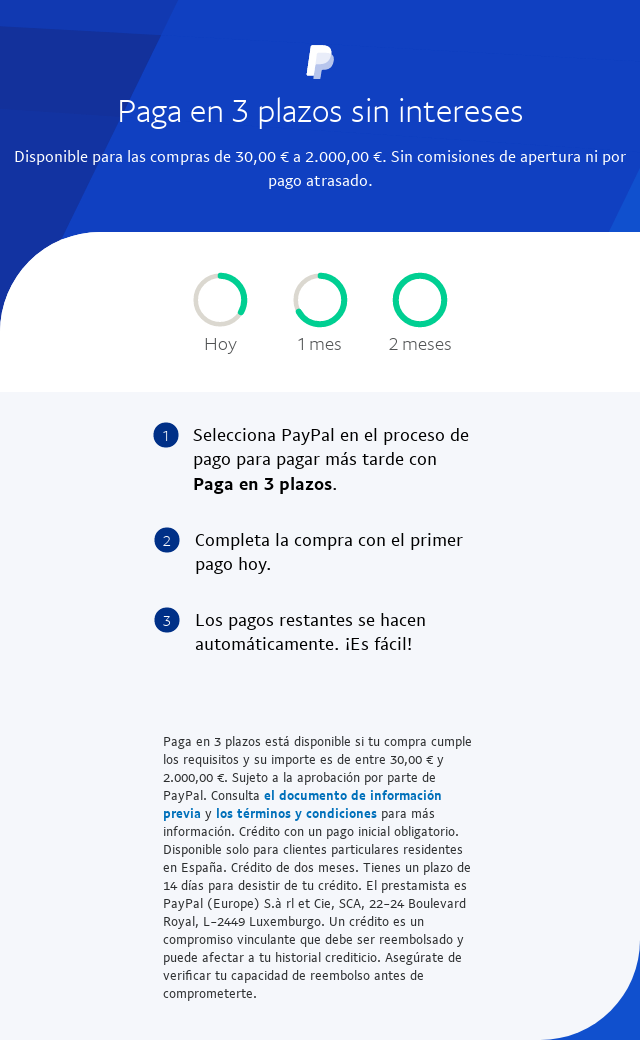 Paga en 3 plazos sin intereses
Disponible para las compras de 30,00 € a 2.000,00 €. Sin comisiones de apertura ni por
pago atrasado.
Hoy
1 mes
2 meses
1
Selecciona PayPal en el proceso de
pago para pagar más tarde con
Paga en 3 plazos.
2
Completa la compra con el primer
pago hoy.
3
Los pagos restantes se hacen
automáticamente. ¡Es fácil!
Paga en 3 plazos está disponible si tu compra cumple
los requisitos y su importe es de entre 30,00 € y
2.000,00 €. Sujeto a la aprobación por parte de
PayPal. Consulta el documento de información
previa y los términos y condiciones para más
información. Crédito con un pago inicial obligatorio.
Disponible solo para clientes particulares residentes
en España. Crédito de dos meses. Tienes un plazo de
14 días para desistir de tu crédito. El prestamista es
PayPal (Europe) S.à rl et Cie, SCA, 22-24 Boulevard
Royal, L-2449 Luxemburgo. Un crédito es un
compromiso vinculante que debe ser reembolsado y
puede afectar a tu historial crediticio. Asegúrate de
verificar tu capacidad de reembolso antes de
comprometerte.